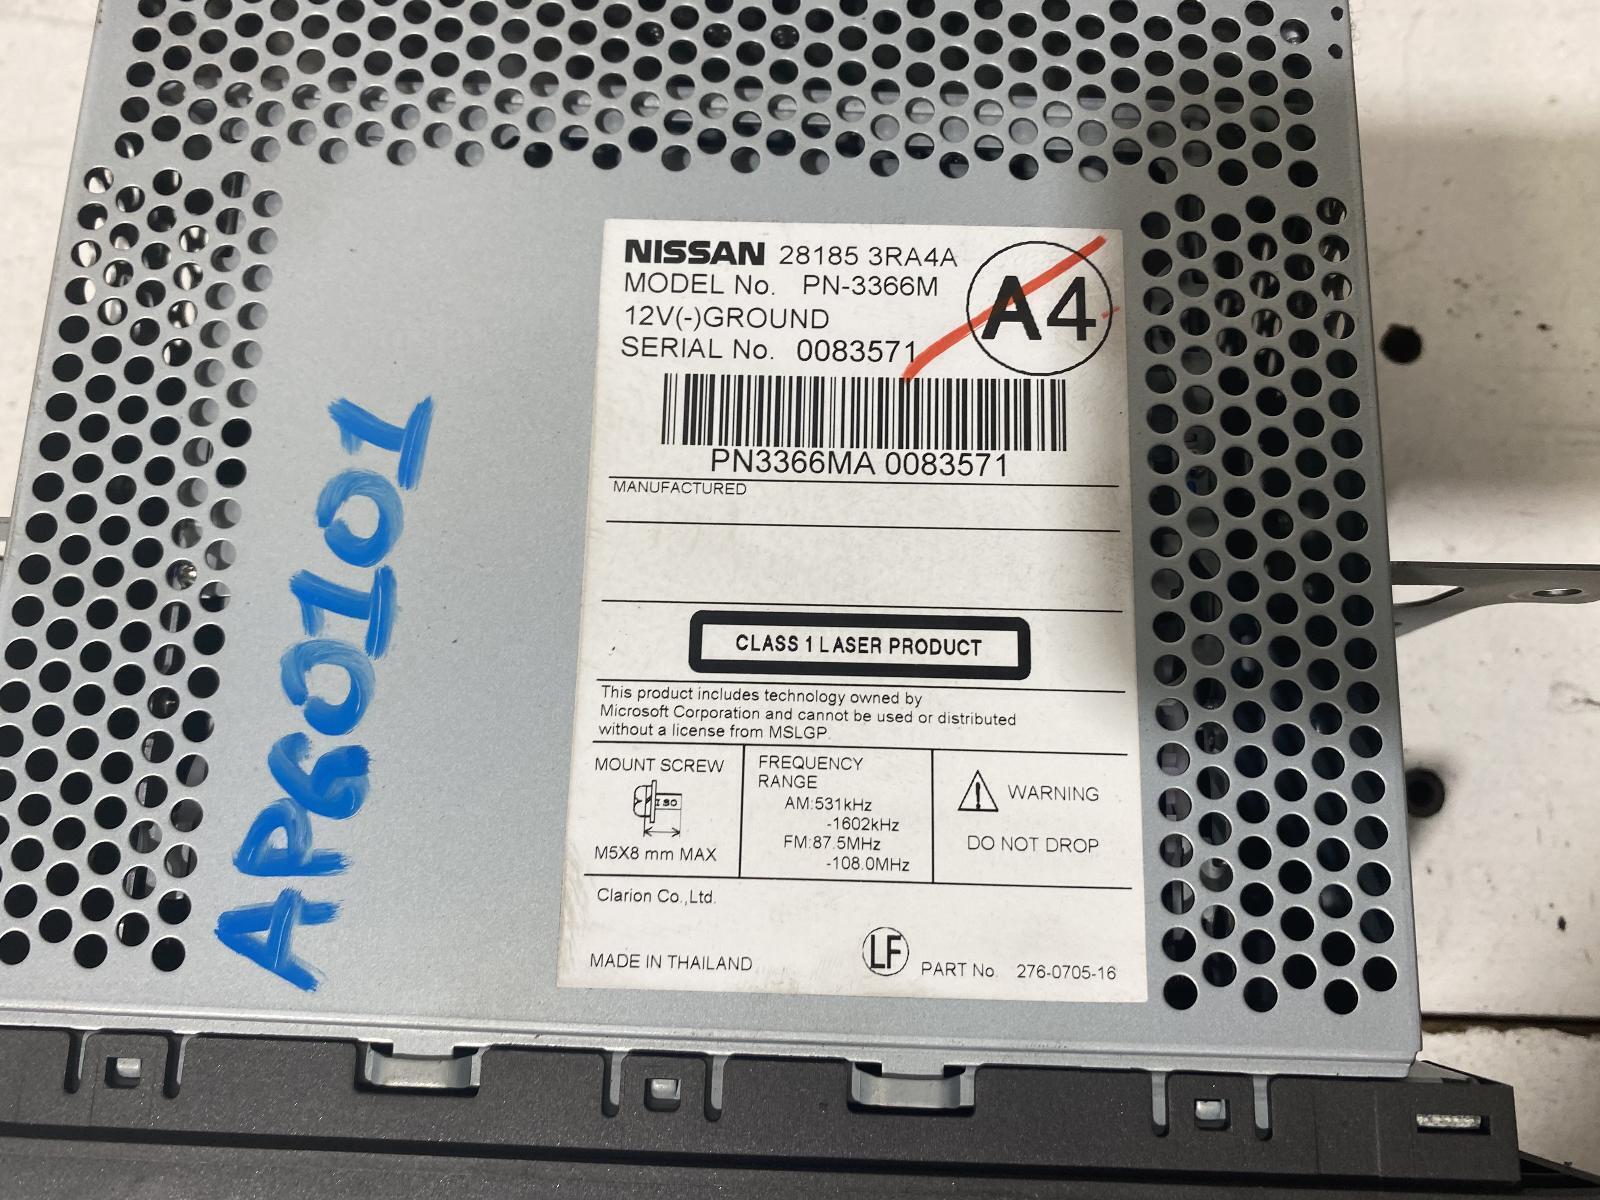 NISSAN 28185 3RA4A
MODEL No. PN-3366M
12V(-)GROUND
SERIAL No. 0083571
A4
PN3366MA 0083571
MANUFACTURED
CLASS 1 LASER PRODUCT
This product includes technology owned by
Microsoft Corporation and cannot be used or distributed
without a license from MSLGP.
MOUNT SCREW
ISO
M5X8 mm MAX
FREQUENCY
RANGE
AM:531kHz
-1602kHz
FM:87.5MHz
-108.0MHz
WARNING
DO NOT DROP
Clarion Co.,Ltd.
MADE IN THAILAND
LF
PART No. 276-0705-16
AP60101